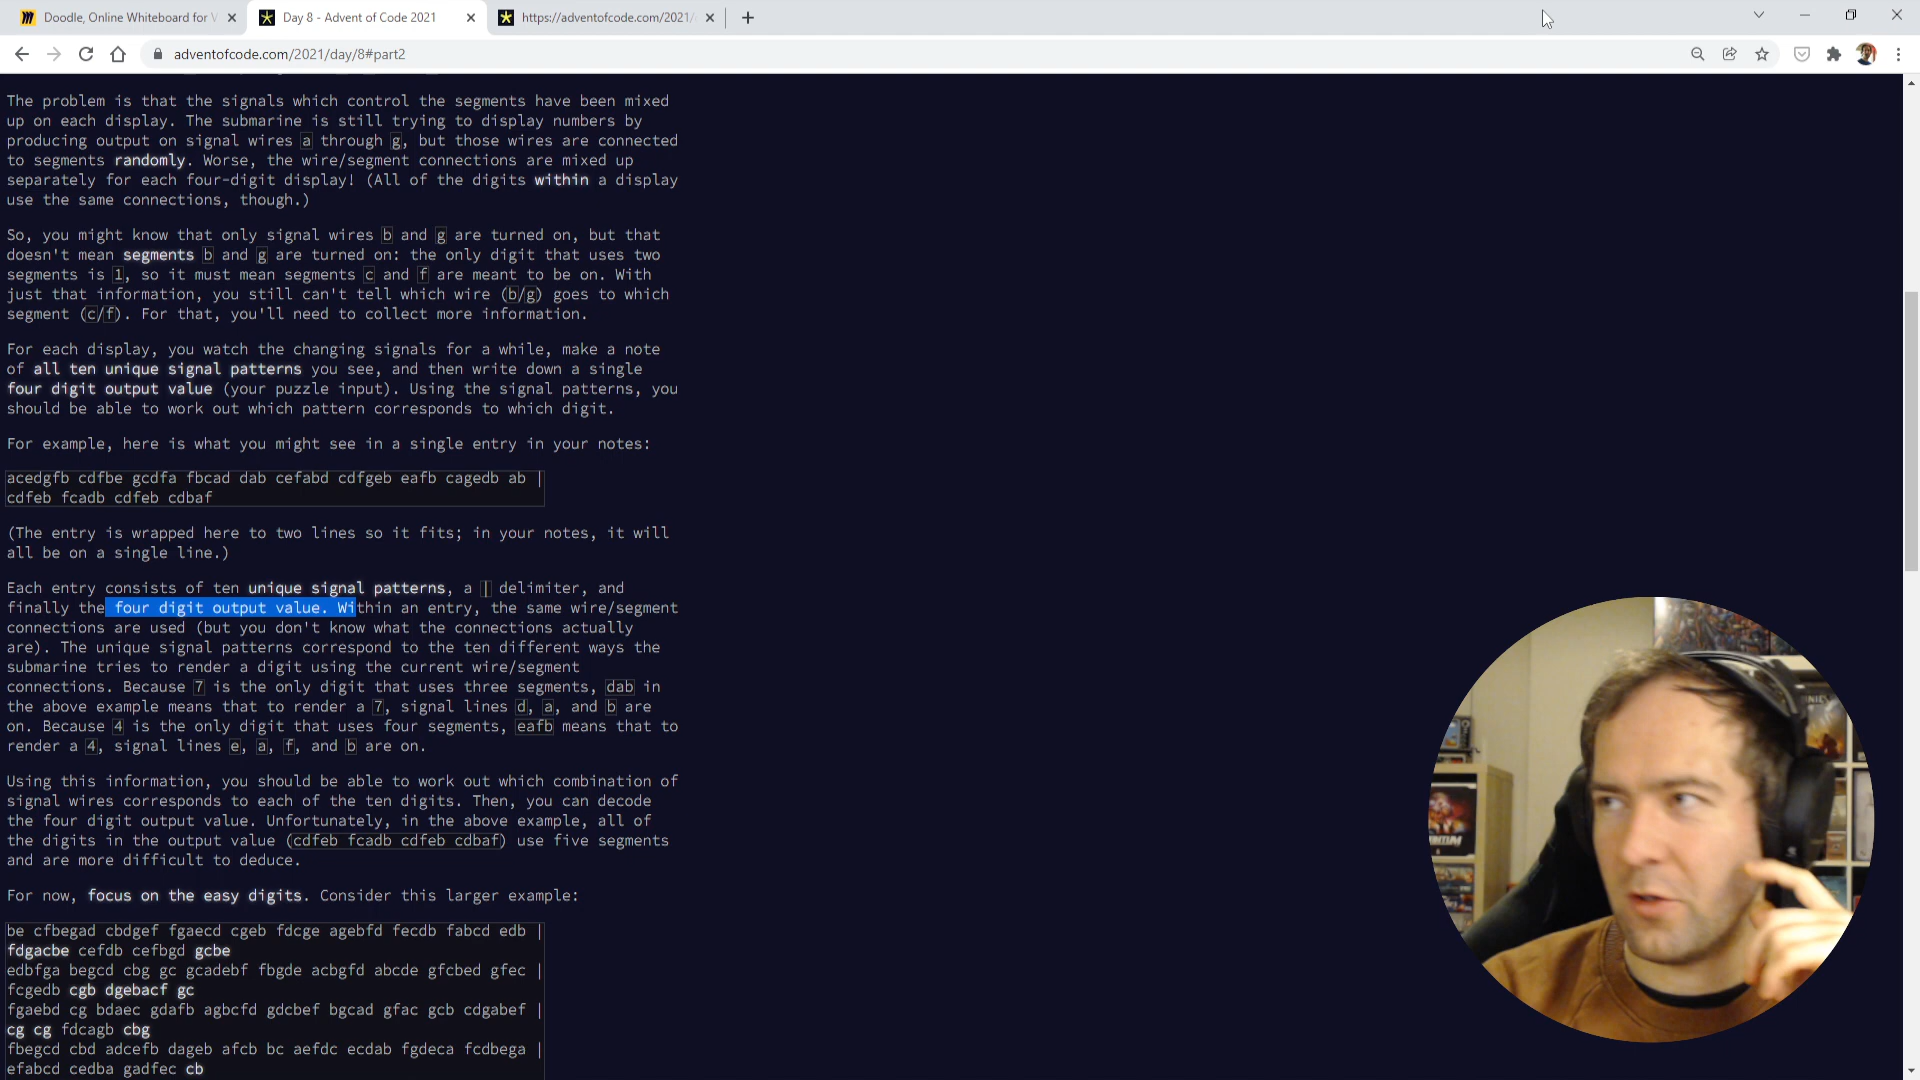 Doodle, Online Whiteboard for V
Day 8 - Advent of Code 2021
https://adventofcode.com/2021/
adventofcode.com/2021/day/8#part2
The problem is that the signals which control the segments have been mixed
up on each display. The submarine is still trying to display numbers by
producing output on signal wires a through g, but those wires are connected
to segments randomly. Worse, the wire/segment connections are mixed up
separately for each four-digit display! (All of the digits within a display
use the same connections, though.)
So, you might know that only signal wires b and g are turned on, but that
doesn't mean segments b and g are turned on: the only digit that uses two
segments is 1, so it must mean segments c and f are meant to be on. With
just that information, you still can't tell which wire (b/g) goes to which
segment (c/f). For that, you'll need to collect more information.
For each display, you watch the changing signals for a while, make a note
of all ten unique signal patterns you see, and then write down a single
four digit output value (your puzzle input). Using the signal patterns, you
should be able to work out which pattern corresponds to which digit.
For example, here is what you might see in a single entry in your notes:
acedgfb cdfbe gcdfa fbcad dab cefabd cdfgeb eafb cagedb ab |
cdfeb fcadb cdfeb cdbaf
(The entry is wrapped here to two lines so it fits; in your notes, it will
all be on a single line.)
Each entry consists of ten unique signal patterns, a | delimiter, and
finally the four digit output value. Within an entry, the same wire/segment
connections are used (but you don't know what the connections actually
are). The unique signal patterns correspond to the ten different ways the
submarine tries to render a digit using the current wire/segment
connections. Because 7 is the only digit that uses three segments, dab in
the above example means that to render a 7, signal lines d, a, and b are
on. Because 4 is the only digit that uses four segments, eafb means that to
render a 4, signal lines e, a, f, and b are on.
Using this information, you should be able to work out which combination of
signal wires corresponds to each of the ten digits. Then, you can decode
the four digit output value. Unfortunately, in the above example, all of
the digits in the output value (cdfeb fcadb cdfeb cdbaf) use five segments
and are more difficult to deduce.
For now, focus on the easy digits. Consider this larger example:
be cfbegad cbdgef fgaecd cgeb fdcge agebfd fecdb fabcd edb |
fdgacbe cefdb cefbgd gcbe
edbfga begcd cbg gc gcadebf fbgde acbgfd abcde gfcbed gfec |
fcgedb cgb dgebacf gc
fgaebd cg bdaec gdafb agbcfd gdcbef bgcad gfac gcb cdgabef |
cg cg fdcagb cbg
fbegcd cbd adcefb dageb afcb bc aefdc ecdab fgdeca fcdbega |
efabcd cedba gadfec cb